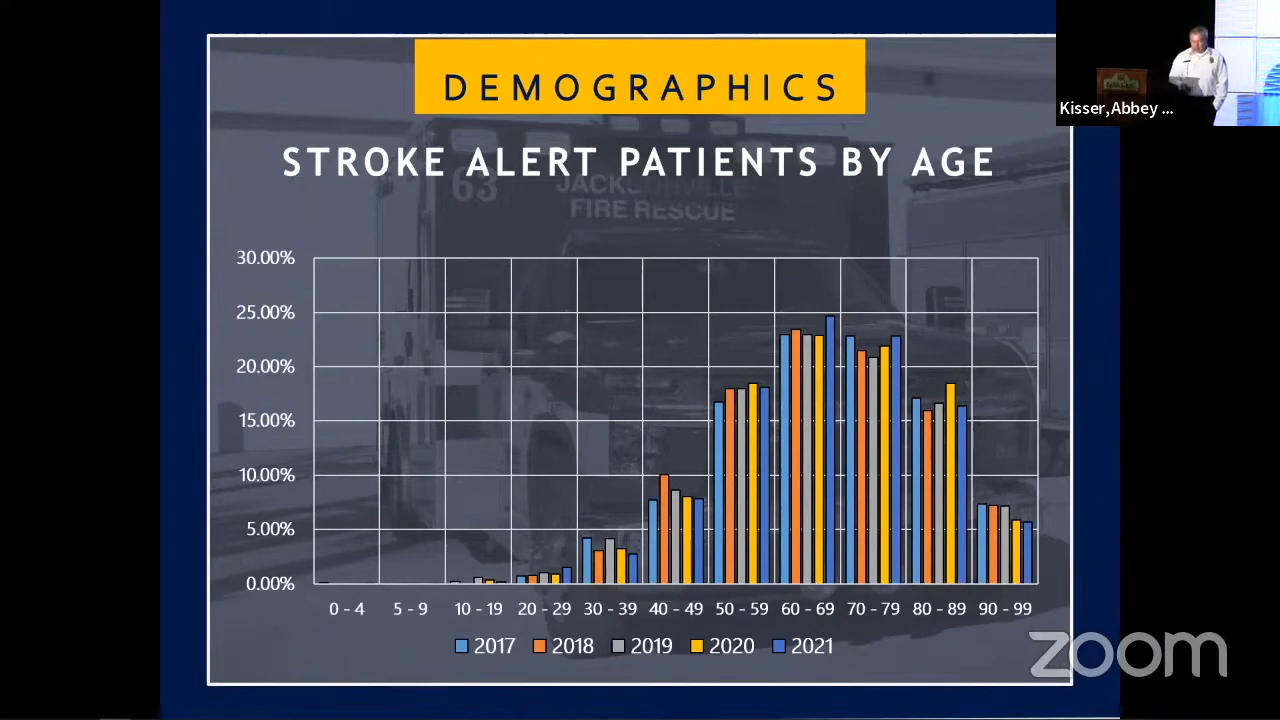 DEMOGRAPHICS
Kisser,Abbey ...
STROKE ALERT PATIENTS BY AGE
63
JACKSONVILLE
FIRE RESCUE
30.00%
25.00%
20.00%
15.00%
10.00%
5.00%
0.00%
0 - 4 5 - 9 10 - 19 20 - 29 30 - 39 40 - 49 50 - 59 60 - 69 70 - 79 80 - 89 90 - 99
2017 2018 2019 2020 2021
zoom